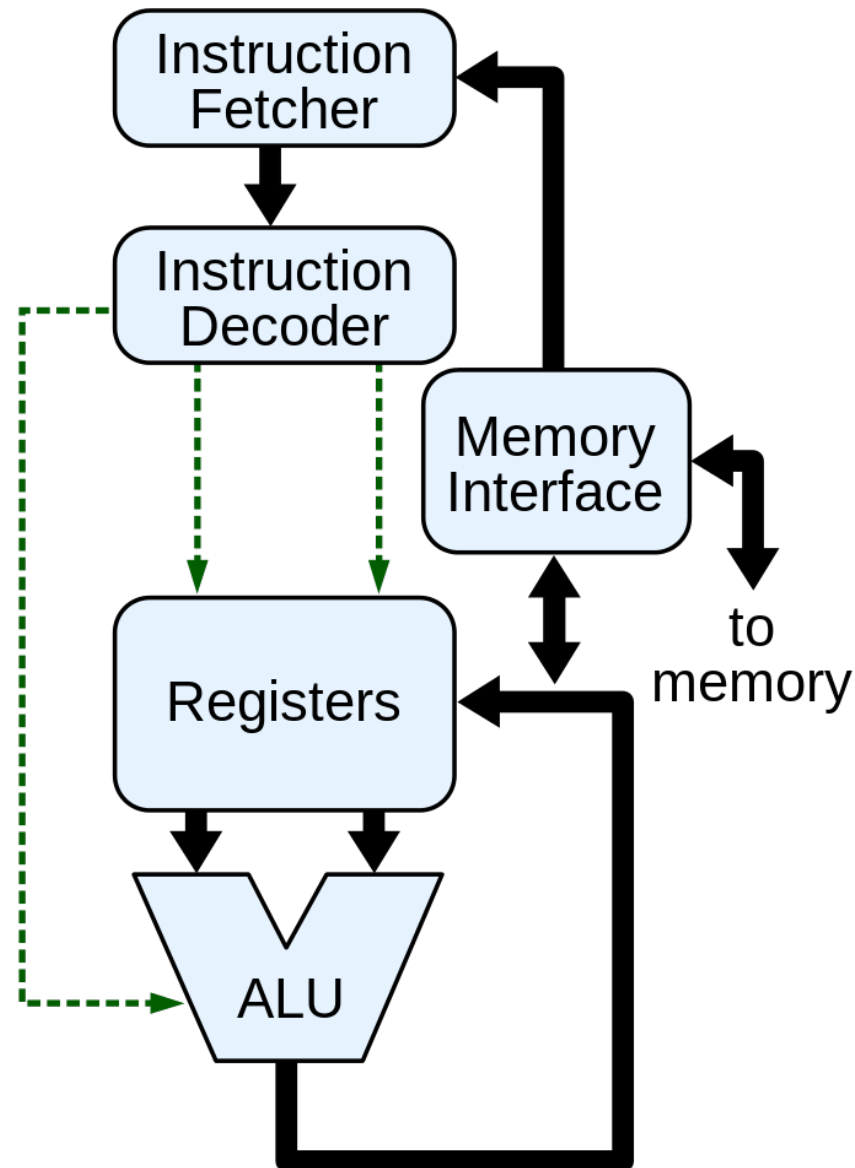 Instruction
Fetcher
Instruction
Decoder
Memory
Interface
to
memory
Registers
ALU